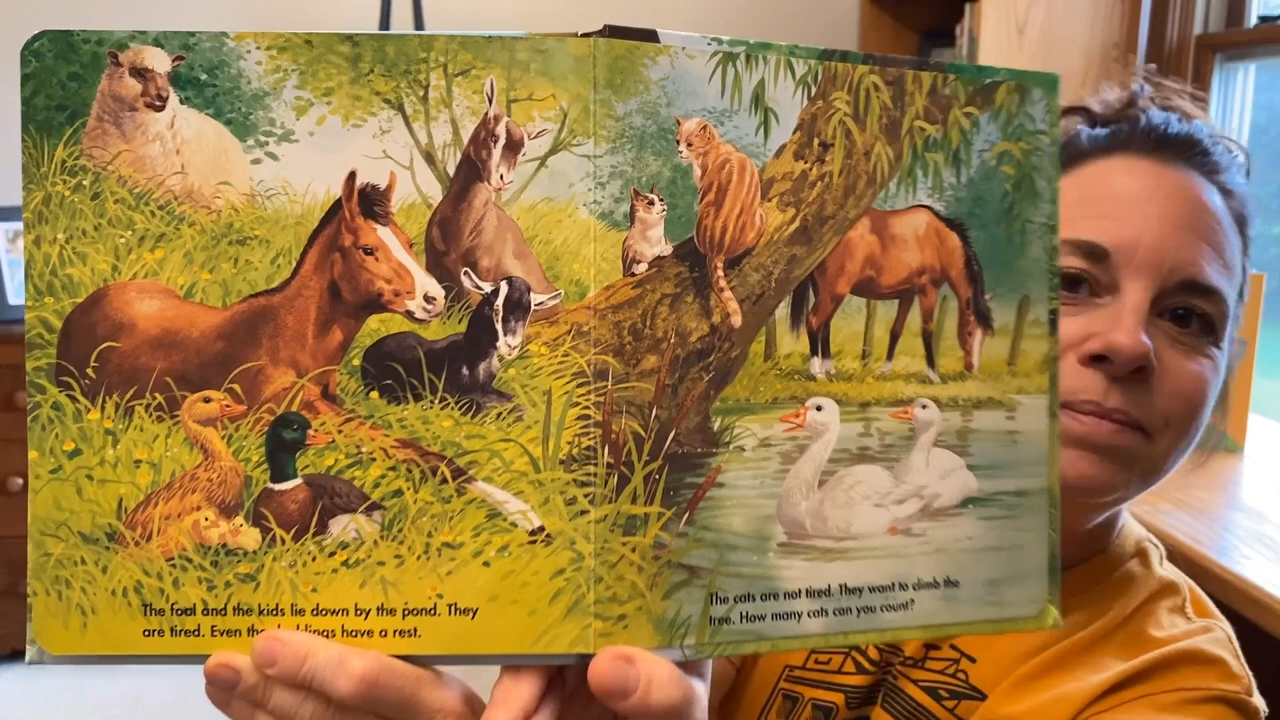 The foal and the kids lie down by the pond. They
are tired. Even the ducklings have a rest.
The cats are not tired. They want to climb the
tree. How many cats can you count?